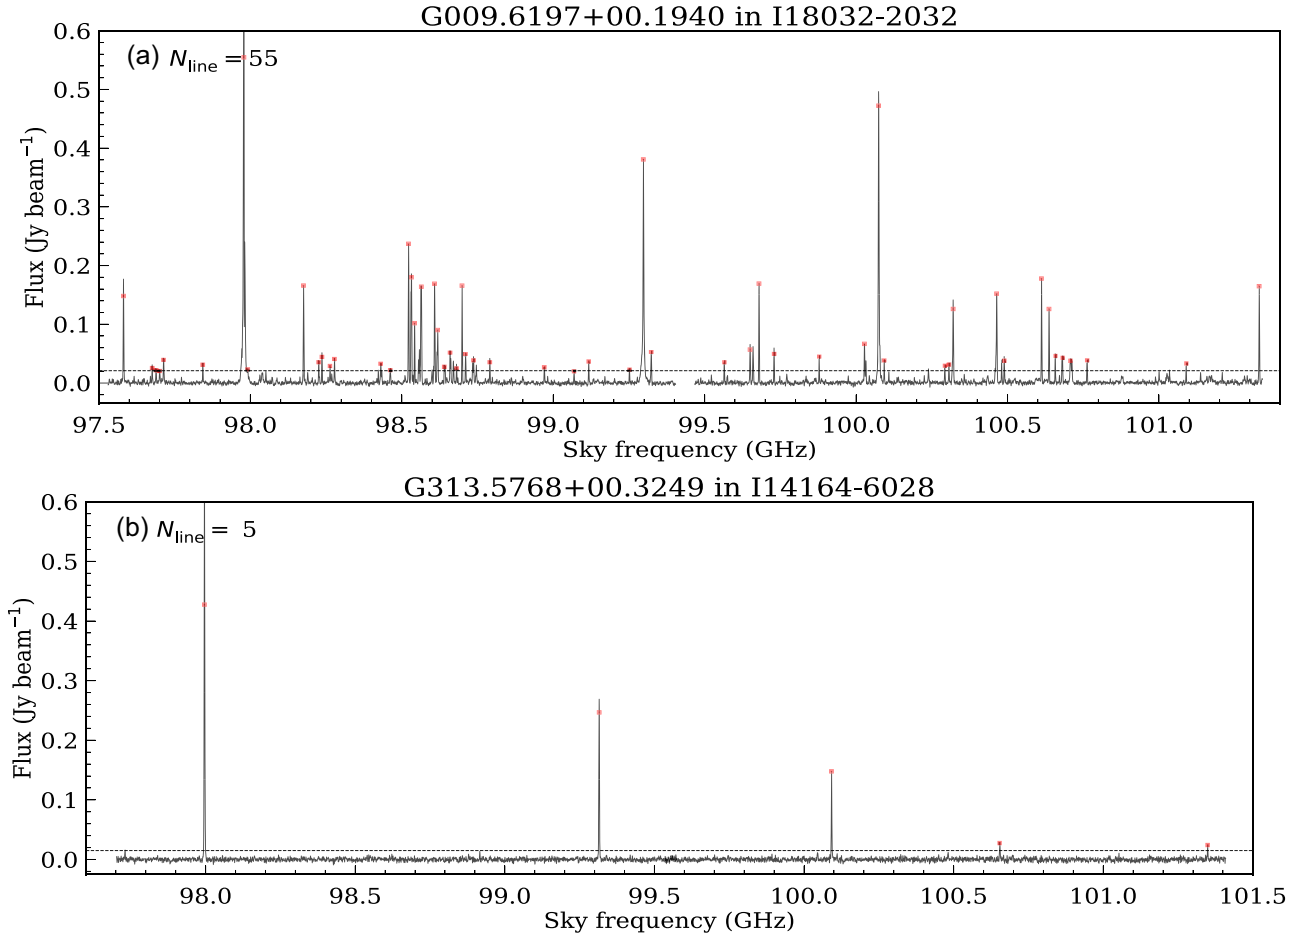 G009.6197+00.1940 in I18032-2032
(a) N_line = 55
Flux (Jy beam⁻¹)
0.6
0.5
0.4
0.3
0.2
0.1
0.0
97.5 98.0 98.5 99.0 99.5 100.0 100.5 101.0
Sky frequency (GHz)
G313.5768+00.3249 in I14164-6028
(b) N_line = 5
Flux (Jy beam⁻¹)
0.6
0.5
0.4
0.3
0.2
0.1
0.0
98.0 98.5 99.0 99.5 100.0 100.5 101.0 101.5
Sky frequency (GHz)